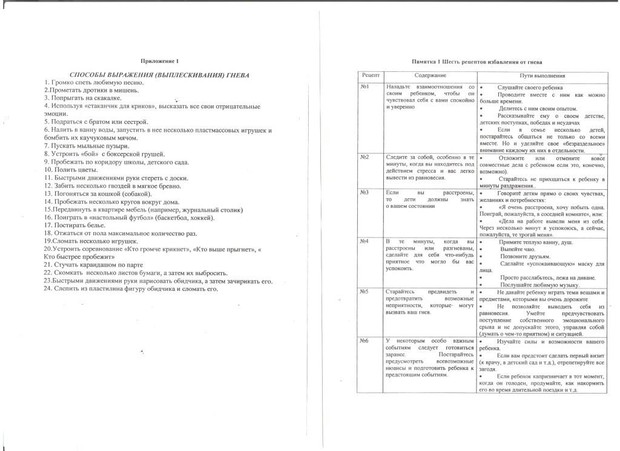 Приложение 1
СПОСОБЫ ВЫРАЖЕНИЯ (ВЫПЛЕСКИВАНИЯ) ГНЕВА
1. Громко спеть любимую песню.
2.Прометать дротики в мишень.
3. Попрыгать на скакалке.
4. Используя «стаканчик для криков», высказать все свои отрицательные
эмоции.
5. Подраться с братом или сестрой.
6. Налить в ванну воды, запустить в нее несколько пластмассовых игрушек и
бомбить их каучуковым мячом.
7. Пускать мыльные пузыри.
8. Устроить «бой» с боксерской грушей.
9. Пробежать по коридору школы, детского сада.
10. Полить цветы.
11. Быстрыми движениями руки стереть с доски.
12. Забить несколько гвоздей в мягкое бревно.
13. Погоняться за кошкой (собакой).
14. Пробежать несколько кругов вокруг дома.
15.Передвинуть в квартире мебель (например, журнальный столик)
16. Поиграть в «настольный футбол» (баскетбол, хоккей).
17. Постирать белье.
18. Отжаться от пола максимальное количество раз.
19.Сломать несколько игрушек.
20.Устроить соревнование «Кто громче крикнет», «Кто выше прыгнет», «
Кто быстрее пробежит»
21. Стучать карандашом по парте
22. Скомкать несколько листов бумаги, а затем их выбросить.
23.Быстрыми движениями руки нарисовать обидчика, а затем зачиркать его.
24. Слепить из пластилина фигуру обидчика и сломать его.
Памятка 1 Шесть рецептов избавления от гнева
Рецепт Содержание Пути выполнения
№1 Наладьте взаимоотношения со
своим ребенком, чтобы он
чувствовал себя с вами спокойно
и уверенно
• Слушайте своего ребенка
• Проводите вместе с ним как можно
больше времени.
• Делитесь с ним своим опытом.
• Рассказывайте ему о своем детстве,
детских поступках, победах и неудачах
• Если в семье несколько детей,
постарайтесь общаться не только со всеми
вместе. Но и уделяйте свое «безраздельное»
внимание каждому их них в отдельности.
№2 Следите за собой, особенно в те
минуты, когда вы находитесь под
действием стресса и вас легко
вывести из равновесия.
• Отложите или отмените вовсе
совместные дела с ребенком если это, конечно,
возможно).
• Старайтесь не прикасаться к ребенку в
минуты раздражения.
№3 Если вы расстроены,
то дети должны знать
о вашем состоянии
• Говорите детям прямо о своих чувствах,
желаниях и потребностях:
• «Я очень расстроена, хочу побыть одна.
Поиграй, пожалуйста, в соседней комнате», или:
• «Дела на работе вывели меня из себя.
Через несколько минут я успокоюсь, а сейчас,
пожалуйста, не трогай меня».
№4 В те минуты, когда вы
расстроены или разгневаны,
сделайте для себя что-нибудь
приятное что могло бы вас
успокоить.
• Примите теплую ванну, душ.
• Выпейте чаю.
• Позвоните друзьям.
• Сделайте «успокаивающую» маску для
лица.
• Просто расслабьтесь, лежа на диване.
• Послушайте любимую музыку.
№5 Старайтесь предвидеть и
предотвратить возможные
неприятности, которые могут
вызвать ваш гнев.
• Не давайте ребенку играть теми вещами и
предметами, которыми вы очень дорожите
• Не позволяйте выводить себя из
равновесия. Умейте предчувствовать
поступление собственного эмоционального
срыва и не допускайте этого, управляя собой
(думать о чем-то приятном) и ситуацией.
№6 К некоторым особо важным
событиям следует готовиться
заранее. Постарайтесь
предусмотреть всевозможные
нюансы и подготовить ребенка к
предстоящим событиям.
• Изучайте силы и возможности вашего
ребенка.
• Если вам предстоит сделать первый визит
(к врачу, в детский сад и т.д.), отрепетируйте все
загодя.
• Если ребенок капризничает в тот момент,
когда он голоден, продумайте, как накормить
его во время длительной поездки и т.д.